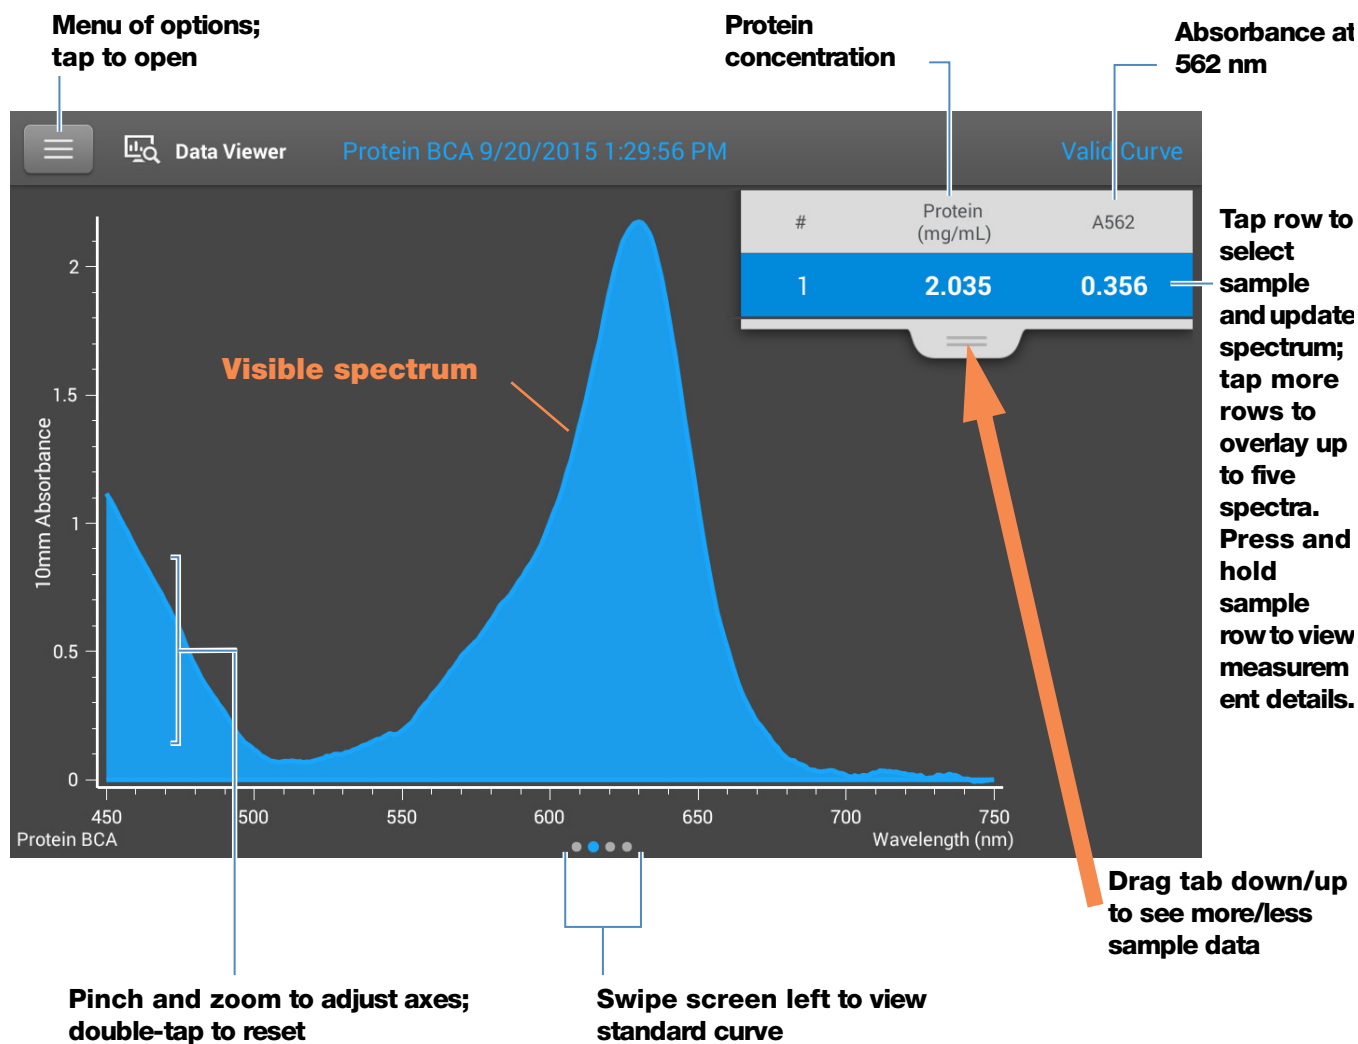 Menu of options;
tap to open
Protein
concentration
Absorbance at
562 nm
Data Viewer
Protein BCA 9/20/2015 1:29:56 PM
Valid Curve
#
Protein
(mg/mL)
A562
1
2.035
0.356
Tap row to
select
sample
and update
spectrum;
tap more
rows to
overlay up
to five
spectra.
Press and
hold
sample
row to view
measurem
ent details.
Visible spectrum
10mm Absorbance
2
1.5
1
0.5
0
450
500
550
600
650
700
750
Protein BCA
Wavelength (nm)
Drag tab down/up
to see more/less
sample data
Pinch and zoom to adjust axes;
double-tap to reset
Swipe screen left to view
standard curve